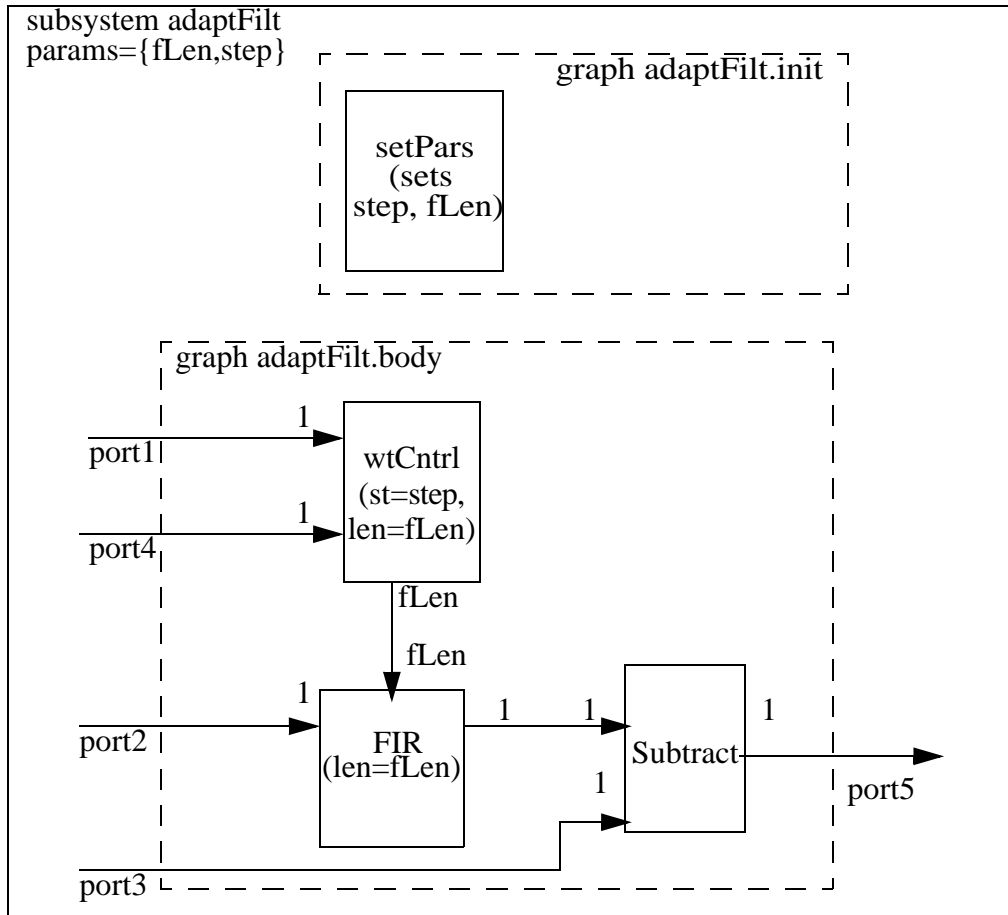 subsystem adaptFilt
params={fLen,step}
graph adaptFilt.init
setPars
(sets
step, fLen)
graph adaptFilt.body
1
port1
wtCntrl
(st=step,
len=fLen)
1
port4
fLen
fLen
1
port2
FIR
(len=fLen)
1
1
1
Subtract
1
port5
port3